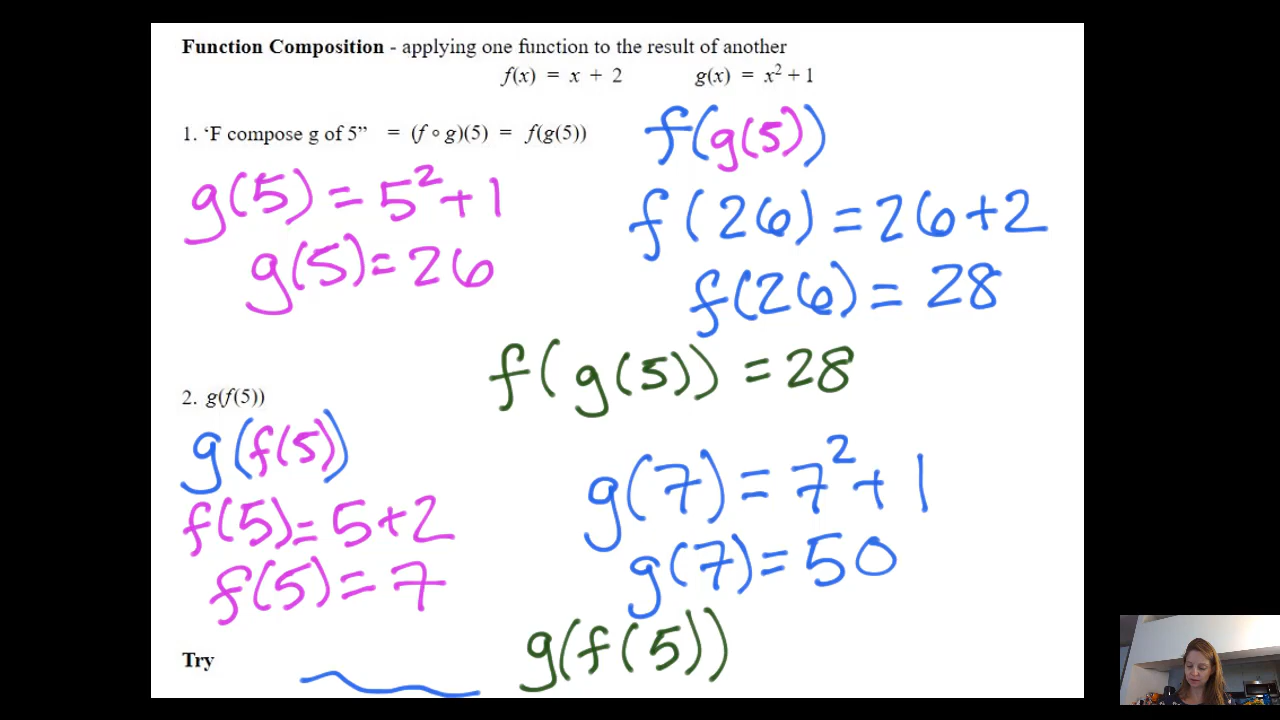 Function Composition - applying one function to the result of another
f(x) = x + 2 g(x) = x² + 1
1. ‘F compose g of 5” = (f ∘ g)(5) = f(g(5))
f(g(5))
g(5) = 5² + 1
f(26) = 26 + 2
g(5) = 26
f(26) = 28
f(g(5)) = 28
2. g(f(5))
g(f(5))
g(7) = 7² + 1
f(5) = 5 + 2
g(7) = 50
f(5) = 7
g(f(5))
Try